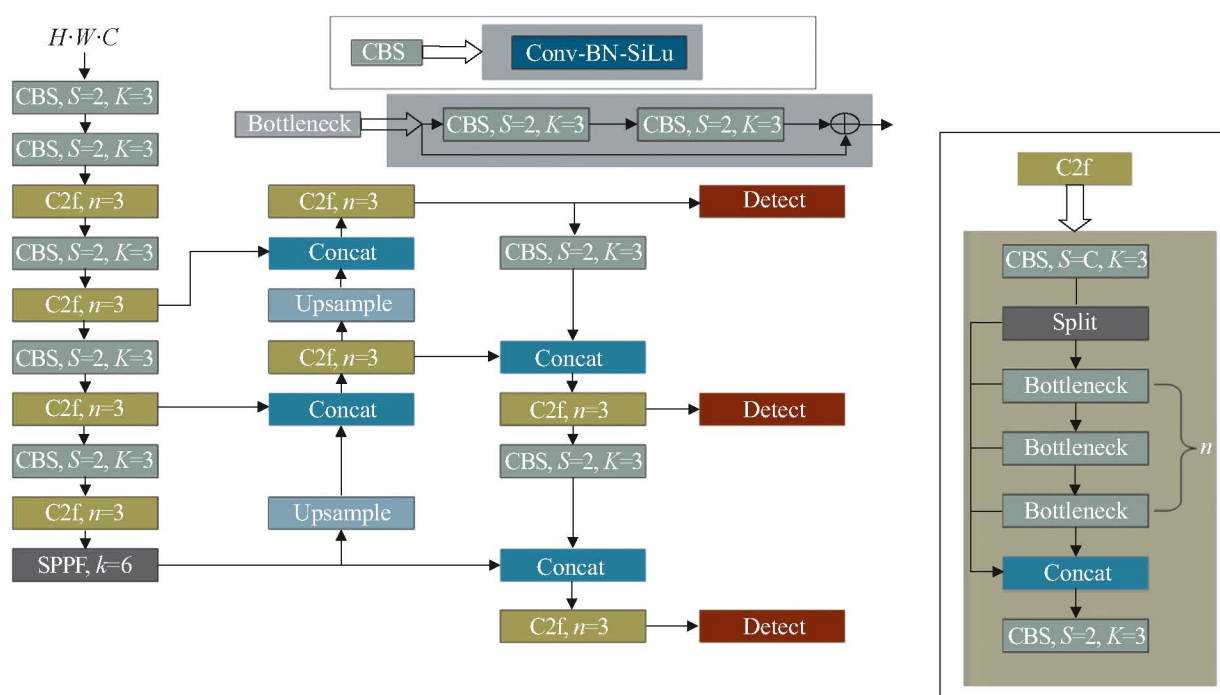 H·W·C
CBS, S=2, K=3
CBS, S=2, K=3
C2f, n=3
CBS, S=2, K=3
C2f, n=3
CBS, S=2, K=3
C2f, n=3
CBS, S=2, K=3
C2f, n=3
SPPF, k=6
CBS
Conv-BN-SiLu
Bottleneck
CBS, S=2, K=3
CBS, S=2, K=3
C2f, n=3
Concat
Upsample
C2f, n=3
Concat
Upsample
Detect
CBS, S=2, K=3
Concat
C2f, n=3
Detect
CBS, S=2, K=3
Concat
C2f, n=3
Detect
C2f
CBS, S=C, K=3
Split
Bottleneck
Bottleneck
n
Bottleneck
Concat
CBS, S=2, K=3